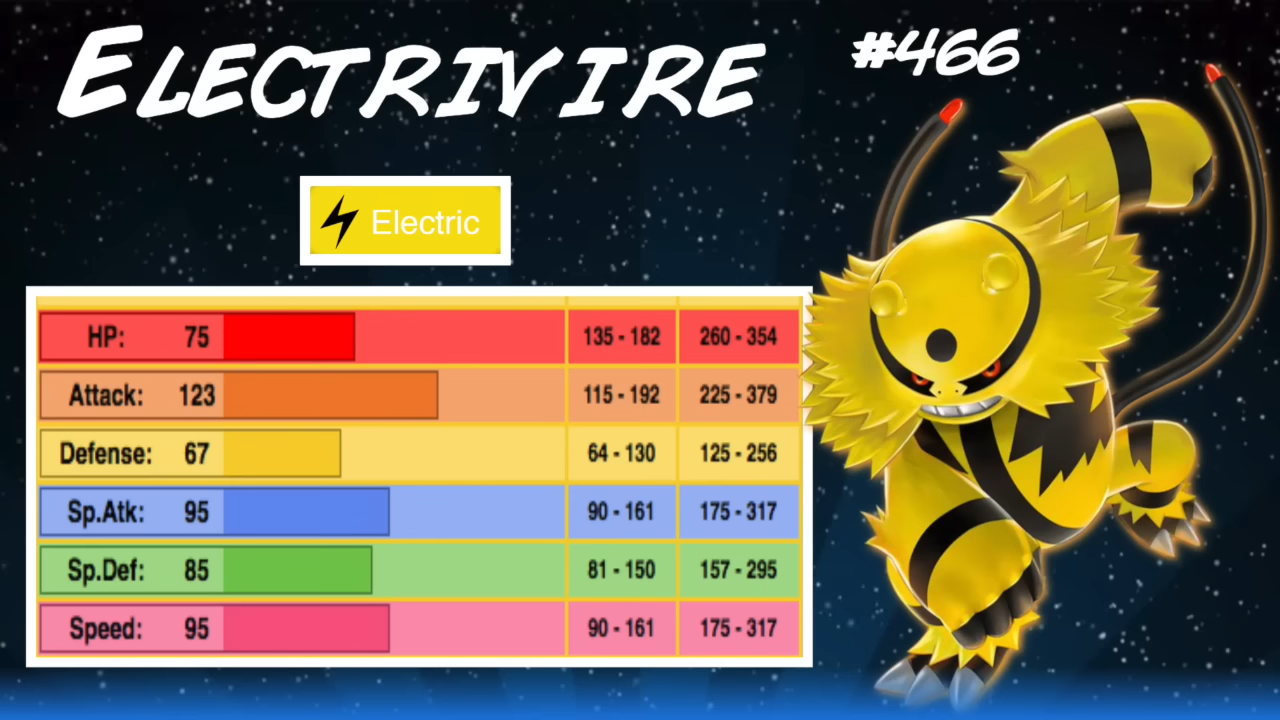 ELECTRIVIRE #466
Electric
HP: 75 135 - 182 260 - 354
Attack: 123 115 - 192 225 - 379
Defense: 67 64 - 130 125 - 256
Sp.Atk: 95 90 - 161 175 - 317
Sp.Def: 85 81 - 150 157 - 295
Speed: 95 90 - 161 175 - 317